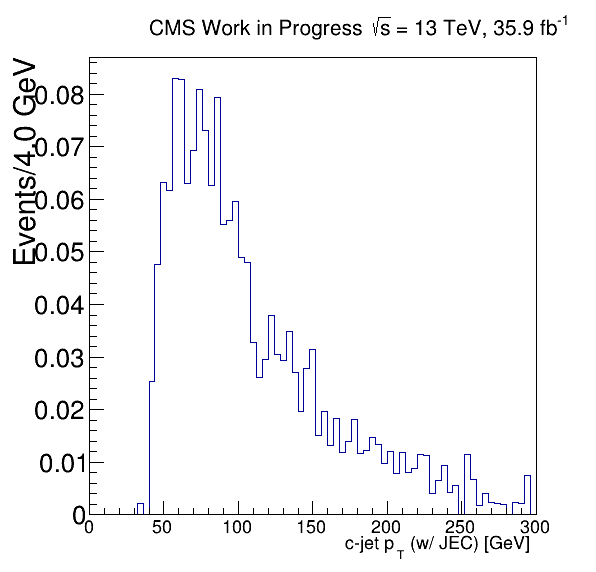 CMS Work in Progress √s = 13 TeV, 35.9 fb⁻¹
Events/4.0 GeV
0.08
0.07
0.06
0.05
0.04
0.03
0.02
0.01
0
0 50 100 150 200 250 300
c-jet p_T (w/ JEC) [GeV]